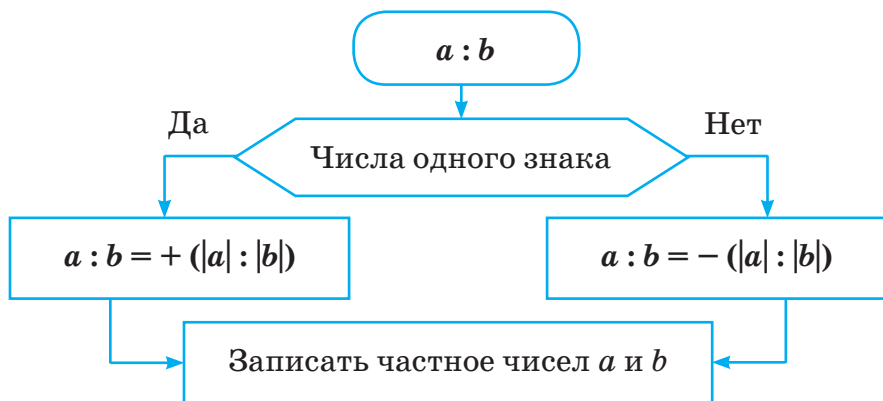 a : b
Да
Числа одного знака
Нет
a : b = + (|a| : |b|)
a : b = – (|a| : |b|)
Записать частное чисел a и b